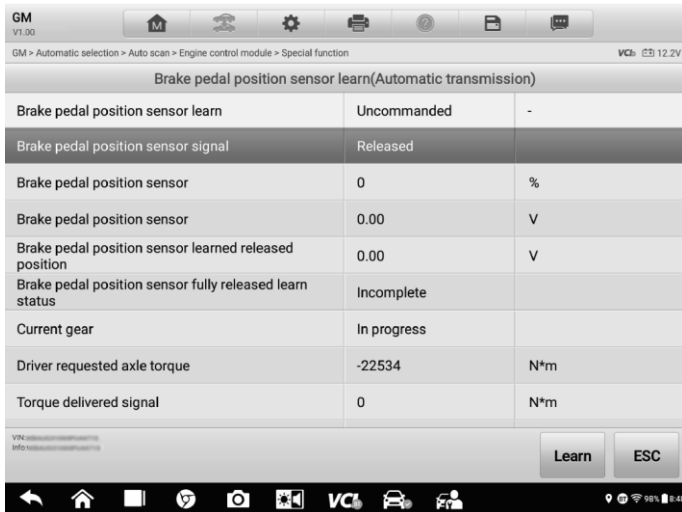 GM
V1.00
GM > Automatic selection > Auto scan > Engine control module > Special function
VCI 12.2V
Brake pedal position sensor learn(Automatic transmission)
Brake pedal position sensor learn Uncommanded -
Brake pedal position sensor signal Released
Brake pedal position sensor 0 %
Brake pedal position sensor 0.00 V
Brake pedal position sensor learned released
position 0.00 V
Brake pedal position sensor fully released learn
status Incomplete
Current gear In progress
Driver requested axle torque -22534 N*m
Torque delivered signal 0 N*m
VIN:
Info:
Learn ESC
VCI 98%